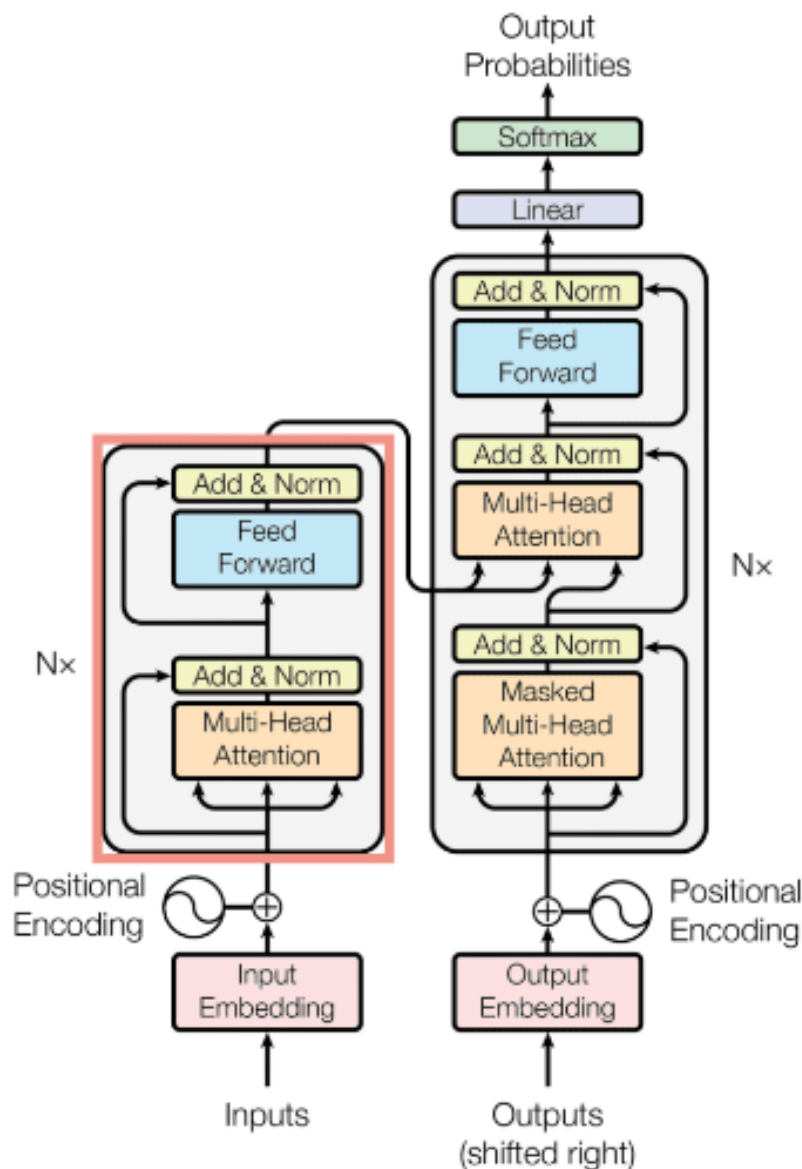 Output
Probabilities
Softmax
Linear
Add & Norm
Feed
Forward
Add & Norm
Multi-Head
Attention
Add & Norm
Masked
Multi-Head
Attention
N×
Add & Norm
Feed
Forward
Add & Norm
Multi-Head
Attention
N×
Positional
Encoding
Positional
Encoding
Input
Embedding
Output
Embedding
Inputs
Outputs
(shifted right)